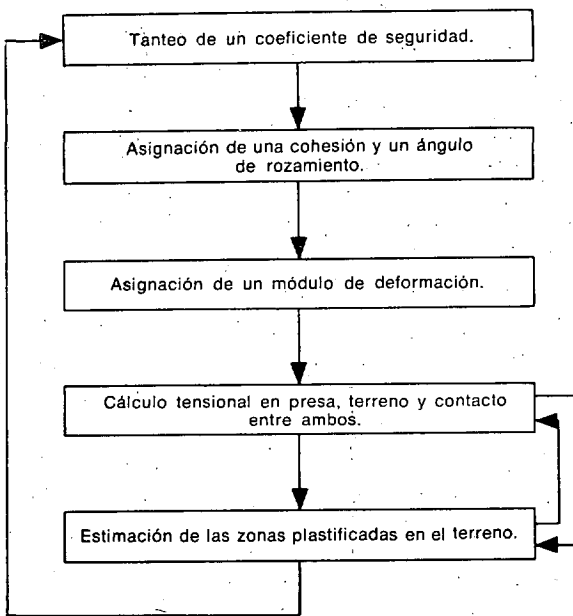 Tanteo de un coeficiente de seguridad.
Asignación de una cohesión y un ángulo
de rozamiento.
Asignación de un módulo de deformación.
Cálculo tensional en presa, terreno y contacto
entre ambos.
Estimación de las zonas plastificadas en el terreno.